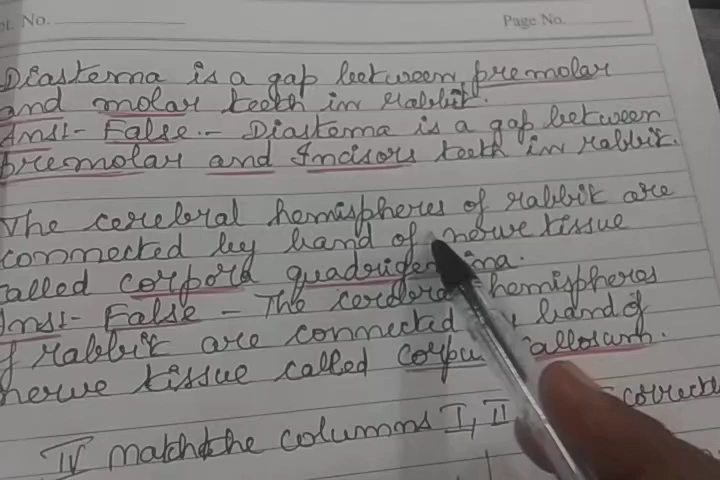 No.
Page No.
Diastema is a gap between premolar
and molar teeth in rabbit.
Ans:- False.- Diastema is a gap between
premolar and Incisors teeth in rabbit.
The cerebral hemispheres of rabbit are
connected by band of nerve tissue
called corpora quadrigemina.
Ans:- False - The cerebral hemispheres
of rabbit are connected band of
nerve tissue called corpus callosum.
IV match the columns I, II correct